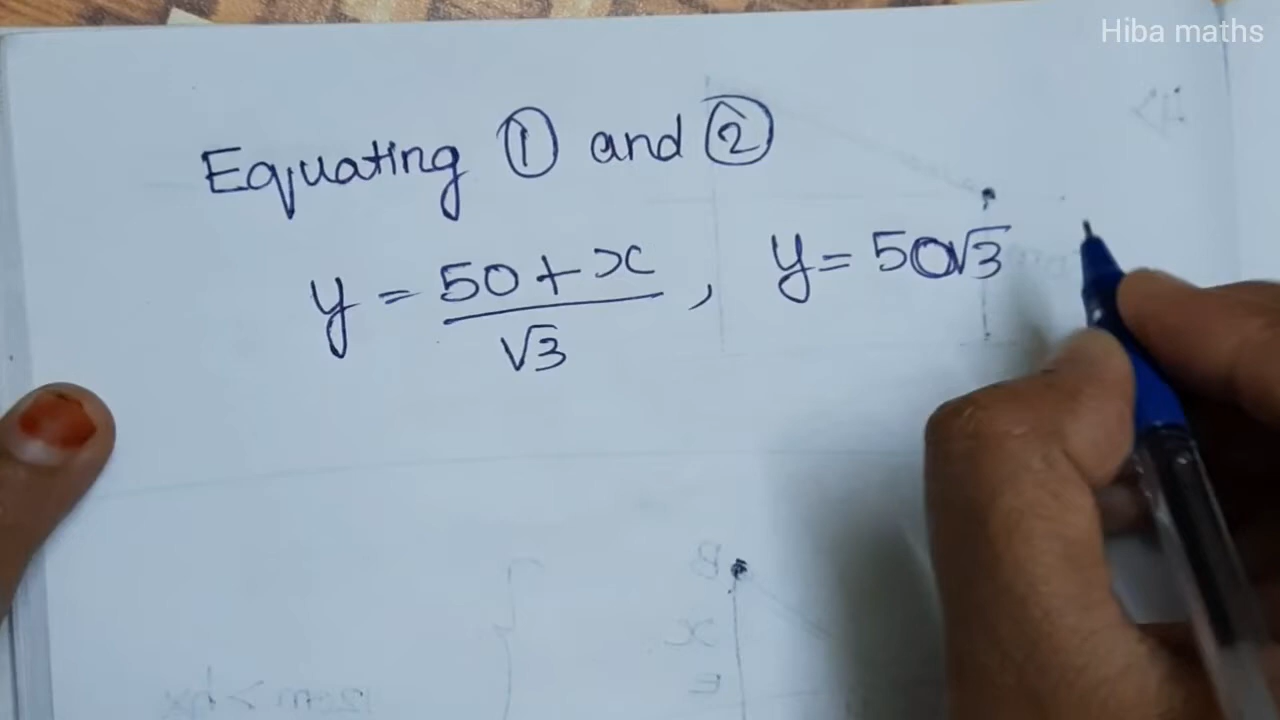 Hiba maths
Equating ① and ②
y = 50 + x / √3 , y = 50√3
B
x